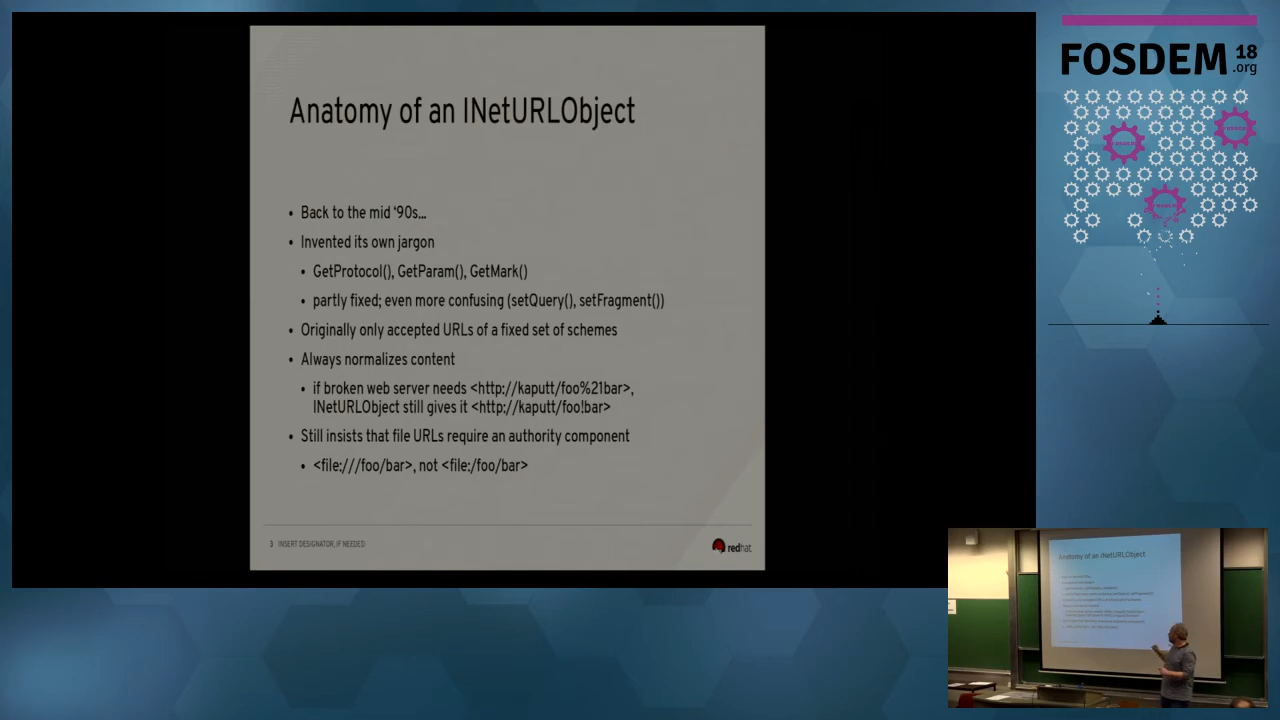 Anatomy of an INetURLObject
• Back to the mid ‘90s...
• Invented its own jargon
• GetProtocol(), GetParam(), GetMark()
• partly fixed; even more confusing (setQuery(), setFragment())
• Originally only accepted URLs of a fixed set of schemes
• Always normalizes content
• if broken web server needs <http://kaputt/foo%21bar>,
INetURLObject still gives it <http://kaputt/foo!bar>
• Still insists that file URLs require an authority component
• <file:///foo/bar>, not <file:/foo/bar>
3 INSERT DESIGNATOR, IF NEEDED
redhat
FOSDEM 18
.org
Anatomy of an INetURLObject